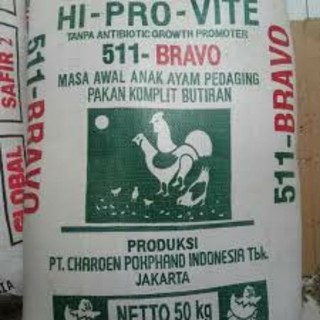 HI-PRO-VITE
TANPA ANTIBIOTIC GROWTH PROMOTER
511- BRAVO
MASA AWAL ANAK AYAM PEDAGING
PAKAN KOMPLIT BUTIRAN
PRODUKSI
PT. CHAROEN POKPHAND INDONESIA Tbk.
JAKARTA
NETTO 50 kg
511-BRAVO
511-BRAVO
GLOBAL
SAFIR 2